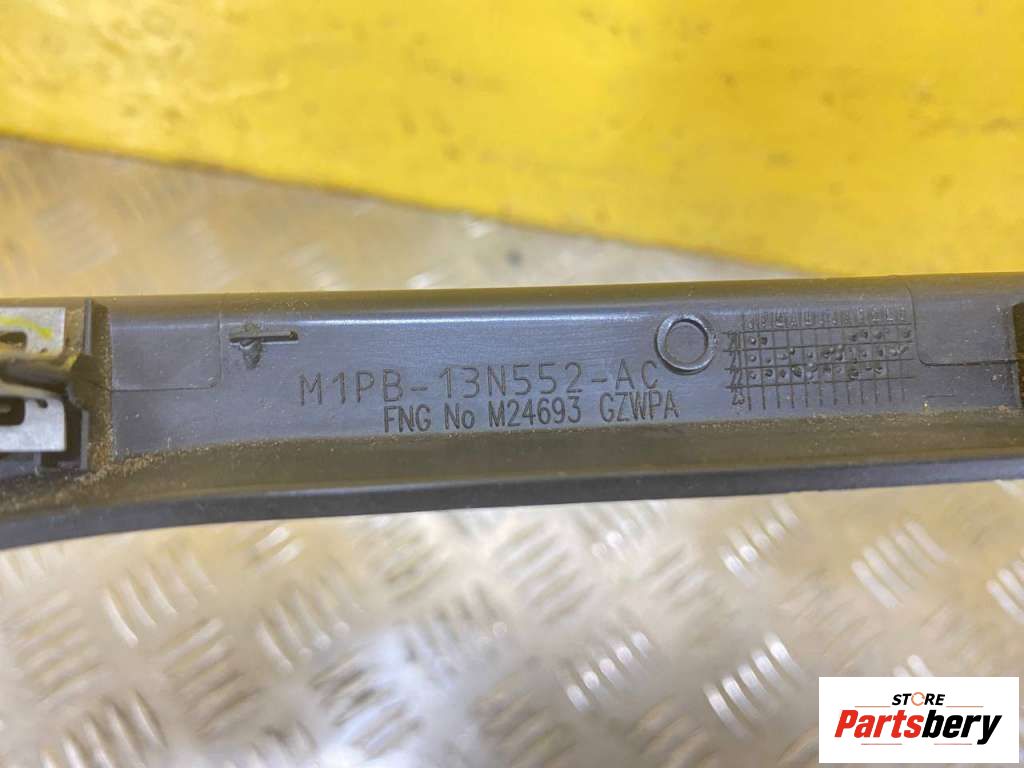 M1PB-13N552-AC
FNG No M24693 GZWPA
STORE
Partsbery